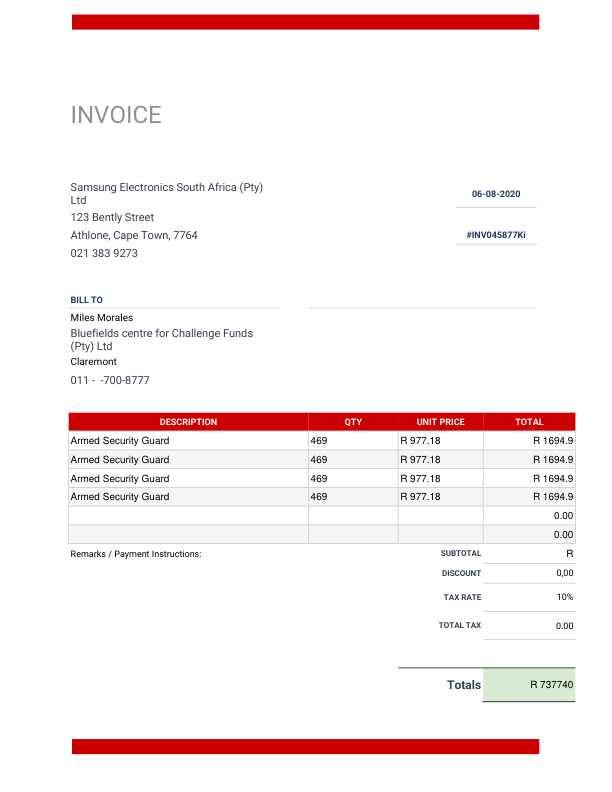 INVOICE
Samsung Electronics South Africa (Pty)
Ltd
06-08-2020
123 Bently Street
Athlone, Cape Town, 7764
#INV045877Ki
021 383 9273
BILL TO
Miles Morales
Bluefields centre for Challenge Funds
(Pty) Ltd
Claremont
011 - -700-8777
DESCRIPTION QTY UNIT PRICE TOTAL
Armed Security Guard 469 R 977.18 R 1694.9
Armed Security Guard 469 R 977.18 R 1694.9
Armed Security Guard 469 R 977.18 R 1694.9
Armed Security Guard 469 R 977.18 R 1694.9
0.00
0.00
Remarks / Payment Instructions: SUBTOTAL R
DISCOUNT 0,00
TAX RATE 10%
TOTAL TAX 0.00
Totals R 737740